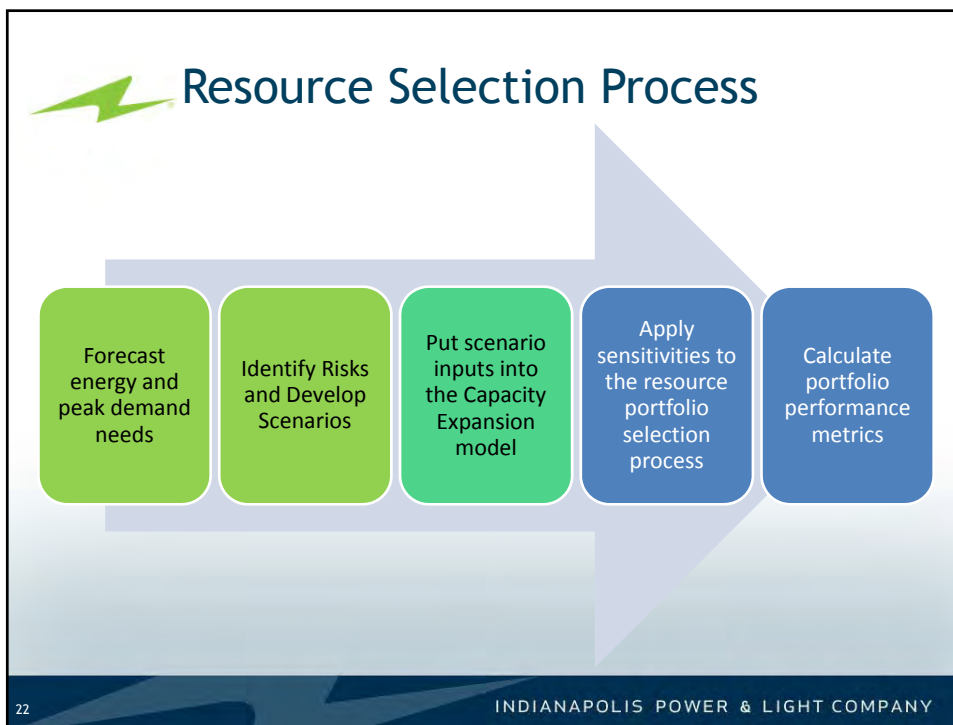 Resource Selection Process
Forecast
energy and
peak demand
needs
Identify Risks
and Develop
Scenarios
Put scenario
inputs into
the Capacity
Expansion
model
Apply
sensitivities to
the resource
portfolio
selection
process
Calculate
portfolio
performance
metrics
22
INDIANAPOLIS POWER & LIGHT COMPANY